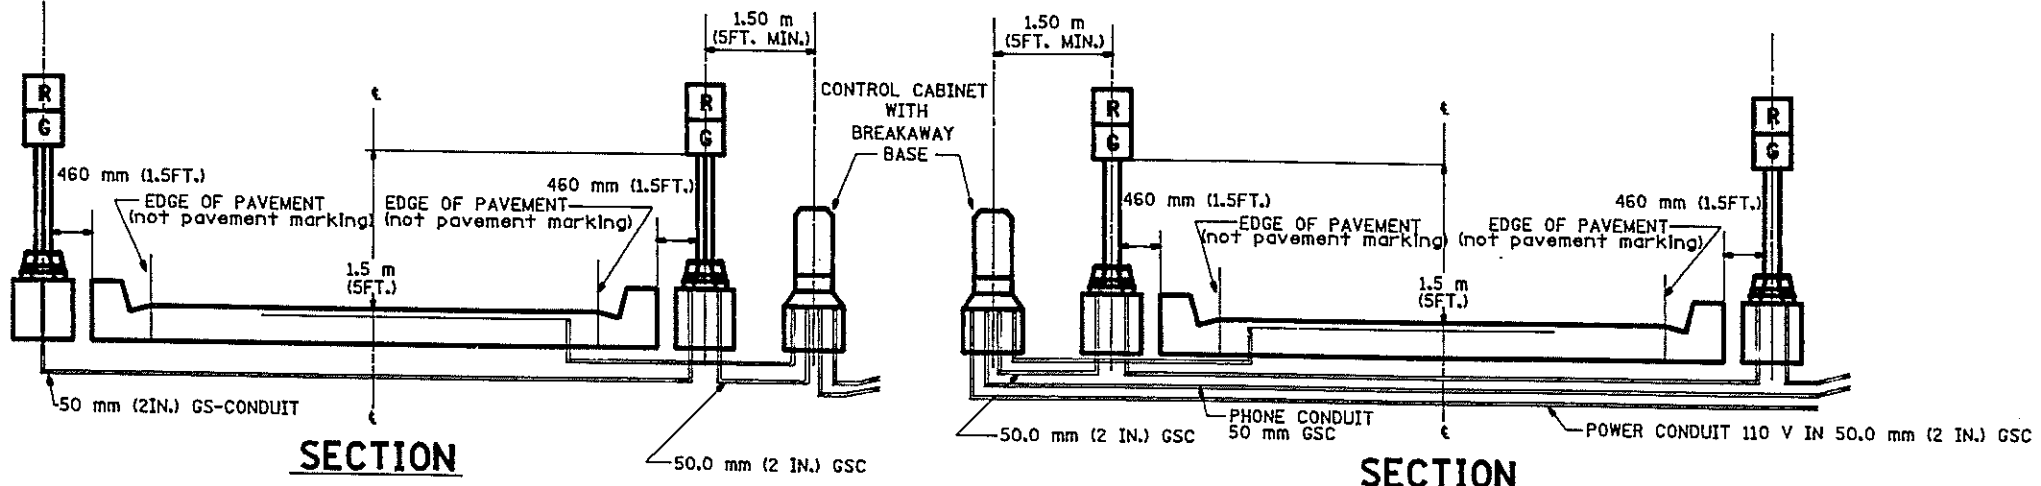 1.50 m
(5FT. MIN.)
R
G
℄
R
G
CONTROL CABINET
WITH
BREAKAWAY
BASE
460 mm (1.5FT.)
EDGE OF PAVEMENT
(not pavement marking)
460 mm (1.5FT.)
EDGE OF PAVEMENT
(not pavement marking)
1.5 m
(5FT.)
50 mm (2IN.) GS-CONDUIT
℄
50.0 mm (2 IN.) GSC
SECTION
1.50 m
(5FT. MIN.)
R
G
℄
R
G
460 mm (1.5FT.)
EDGE OF PAVEMENT
(not pavement marking)
460 mm (1.5FT.)
EDGE OF PAVEMENT
(not pavement marking)
1.5 m
(5FT.)
50.0 mm (2 IN.) GSC
PHONE CONDUIT
50 mm GSC
℄
POWER CONDUIT 110 V IN 50.0 mm (2 IN.) GSC
SECTION